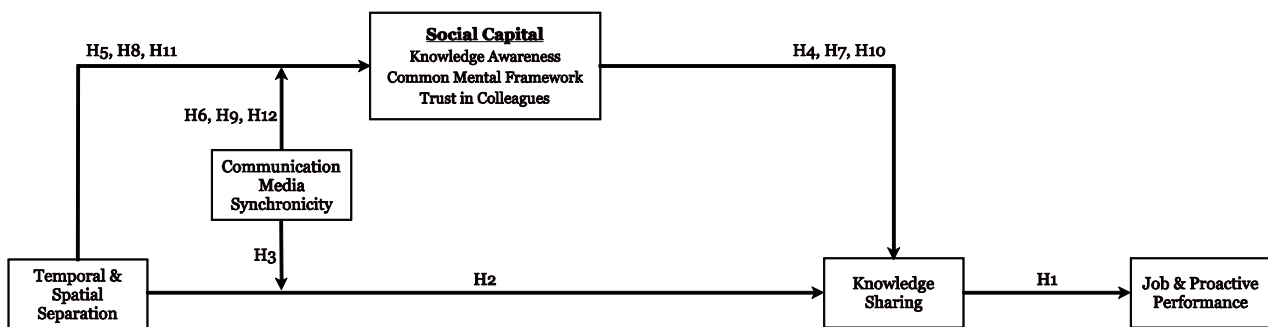 Social Capital
Knowledge Awareness
Common Mental Framework
Trust in Colleagues
H5, H8, H11
H4, H7, H10
H6, H9, H12
Communication
Media
Synchronicity
H3
Temporal &
Spatial
Separation
H2
Knowledge
Sharing
H1
Job & Proactive
Performance